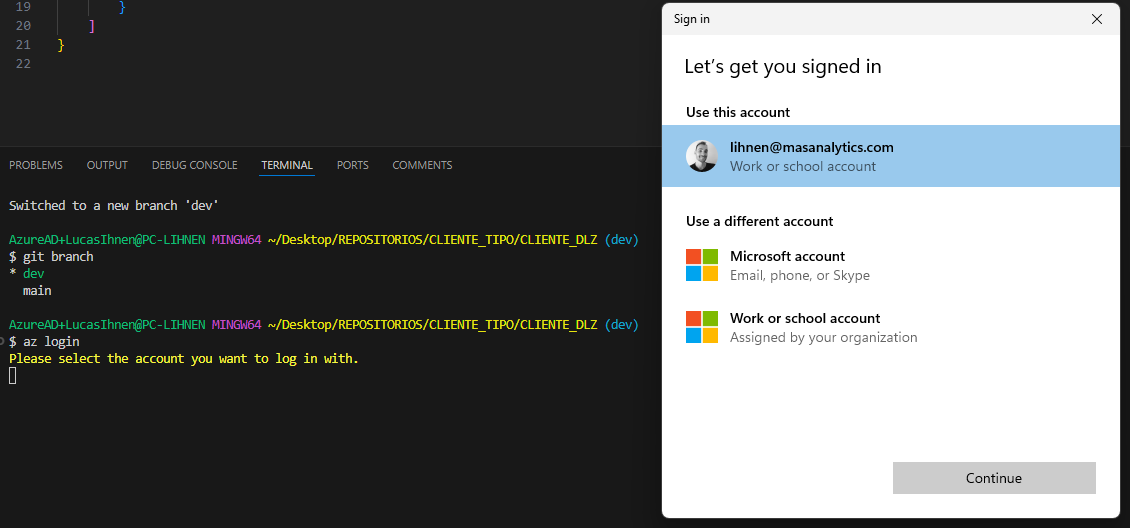 19 }
20 ]
21 }
22
PROBLEMS OUTPUT DEBUG CONSOLE TERMINAL PORTS COMMENTS
Switched to a new branch 'dev'
AzureAD+LucasIhnen@PC-LIHNEN MINGW64 ~/Desktop/REPOSITORIOS/CLIENTE_TIPO/CLIENTE_DLZ (dev)
$ git branch
* dev
main
AzureAD+LucasIhnen@PC-LIHNEN MINGW64 ~/Desktop/REPOSITORIOS/CLIENTE_TIPO/CLIENTE_DLZ (dev)
$ az login
Please select the account you want to log in with.
Sign in
Let's get you signed in
Use this account
lihnen@masanalytics.com
Work or school account
Use a different account
Microsoft account
Email, phone, or Skype
Work or school account
Assigned by your organization
Continue